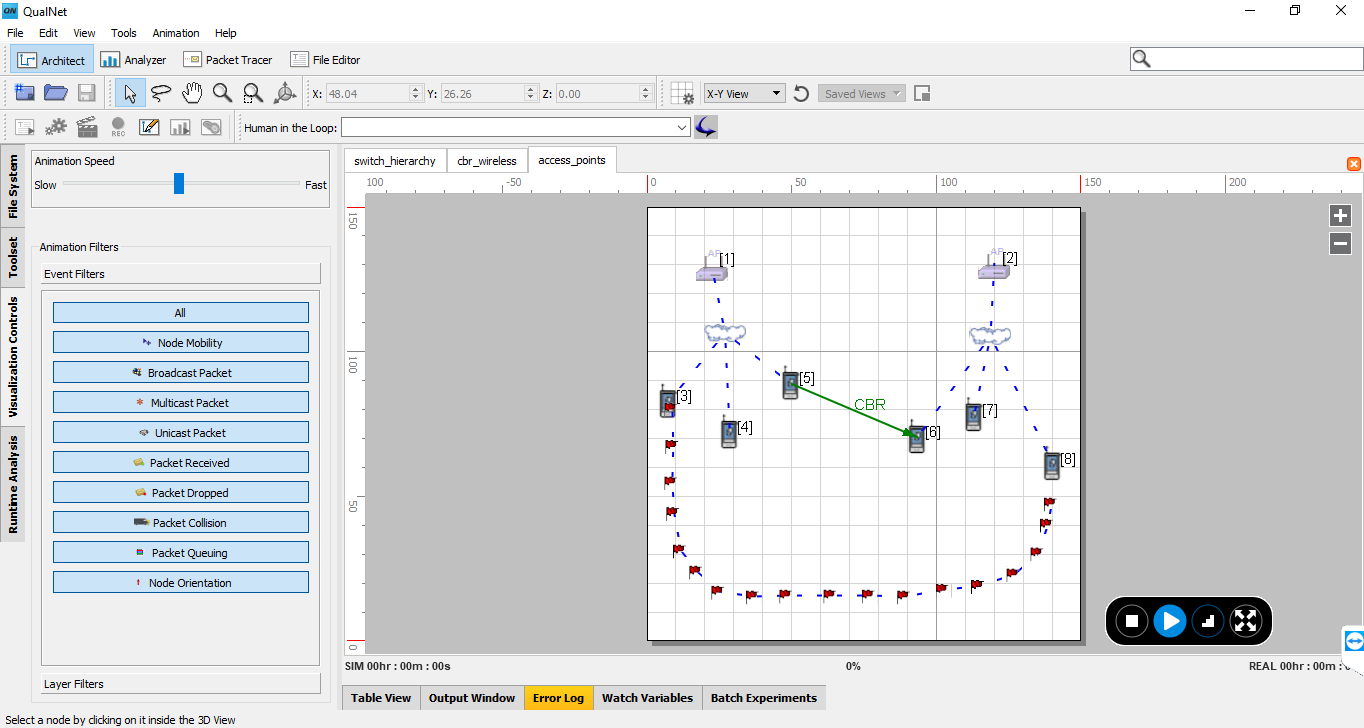 QualNet
File Edit View Tools Animation Help
Architect Analyzer Packet Tracer File Editor
X: 48.04 Y: 26.26 Z: 0.00 X-Y View Saved Views
REC Human in the Loop:
File System
Toolset
Visualization Controls
Runtime Analysis
Animation Speed
Slow Fast
Animation Filters
Event Filters
All
Node Mobility
Broadcast Packet
Multicast Packet
Unicast Packet
Packet Received
Packet Dropped
Packet Collision
Packet Queuing
Node Orientation
Layer Filters
switch_hierarchy cbr_wireless access_points
100 -50 0 50 100 150 200
150
100
50
0
AP [1]
AP [2]
[3]
[4]
[5]
CBR
[6]
[7]
[8]
SIM 00hr : 00m : 00s 0% REAL 00hr : 00m :
Table View Output Window Error Log Watch Variables Batch Experiments
Select a node by clicking on it inside the 3D View